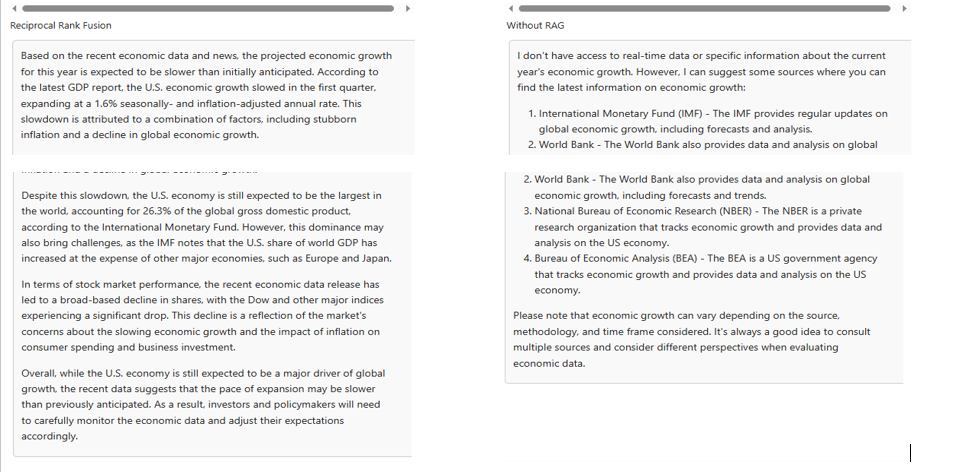 Reciprocal Rank Fusion
Based on the recent economic data and news, the projected economic growth
for this year is expected to be slower than initially anticipated. According to
the latest GDP report, the U.S. economic growth slowed in the first quarter,
expanding at a 1.6% seasonally- and inflation-adjusted annual rate. This
slowdown is attributed to a combination of factors, including stubborn
inflation and a decline in global economic growth.
Despite this slowdown, the U.S. economy is still expected to be the largest in
the world, accounting for 26.3% of the global gross domestic product,
according to the International Monetary Fund. However, this dominance may
also bring challenges, as the IMF notes that the U.S. share of world GDP has
increased at the expense of other major economies, such as Europe and Japan.
In terms of stock market performance, the recent economic data release has
led to a broad-based decline in shares, with the Dow and other major indices
experiencing a significant drop. This decline is a reflection of the market's
concerns about the slowing economic growth and the impact of inflation on
consumer spending and business investment.
Overall, while the U.S. economy is still expected to be a major driver of global
growth, the recent data suggests that the pace of expansion may be slower
than previously anticipated. As a result, investors and policymakers will need
to carefully monitor the economic data and adjust their expectations
accordingly.
Without RAG
I don't have access to real-time data or specific information about the current
year's economic growth. However, I can suggest some sources where you can
find the latest information on economic growth:
1. International Monetary Fund (IMF) - The IMF provides regular updates on
global economic growth, including forecasts and analysis.
2. World Bank - The World Bank also provides data and analysis on global
2. World Bank - The World Bank also provides data and analysis on global
economic growth, including forecasts and trends.
3. National Bureau of Economic Research (NBER) - The NBER is a private
research organization that tracks economic growth and provides data and
analysis on the US economy.
4. Bureau of Economic Analysis (BEA) - The BEA is a US government agency
that tracks economic growth and provides data and analysis on the US
economy.
Please note that economic growth can vary depending on the source,
methodology, and time frame considered. It's always a good idea to consult
multiple sources and consider different perspectives when evaluating
economic data.